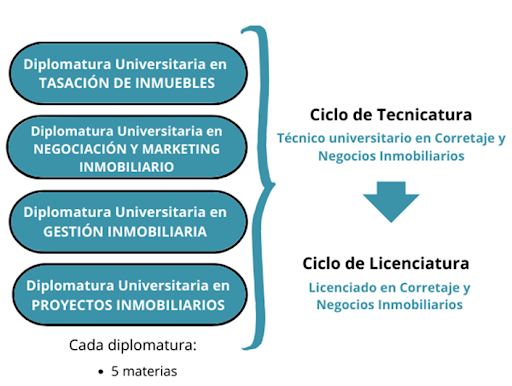 Diplomatura Universitaria en
TASACIÓN DE INMUEBLES
Diplomatura Universitaria en
NEGOCIACIÓN Y MARKETING
INMOBILIARIO
Diplomatura Universitaria en
GESTIÓN INMOBILIARIA
Diplomatura Universitaria en
PROYECTOS INMOBILIARIOS
Cada diplomatura:
• 5 materias
Ciclo de Tecnicatura
Técnico universitario en Corretaje y
Negocios Inmobiliarios
Ciclo de Licenciatura
Licenciado en Corretaje y
Negocios Inmobiliarios